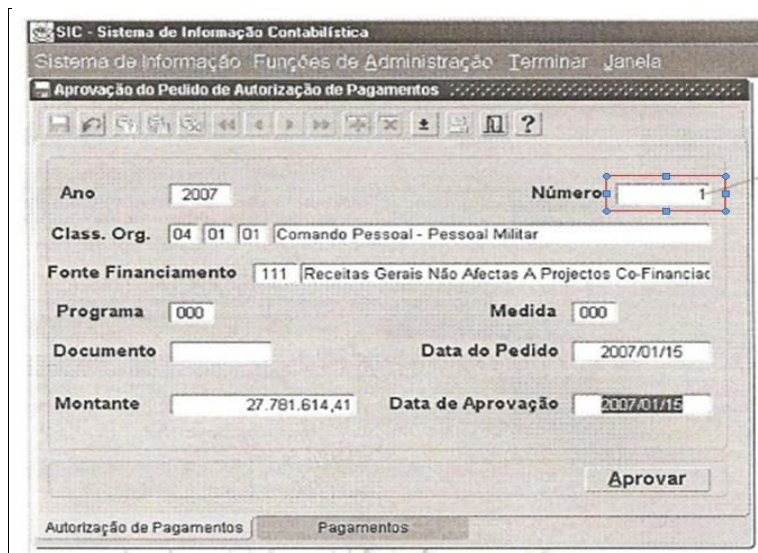 SIC - Sistema de Informação Contabilística
Sistema de Informação Funções de Administração Terminar Janela
Aprovação do Pedido de Autorização de Pagamentos
?
Ano 2007 Número 1
Class. Org. 04 01 01 Comando Pessoal - Pessoal Militar
Fonte Financiamento 111 Receitas Gerais Não Afectas A Projectos Co-Financiac
Programa 000 Medida 000
Documento Data do Pedido 2007/01/15
Montante 27.781.614,41 Data de Aprovação 2007/01/15
Aprovar
Autorização de Pagamentos Pagamentos